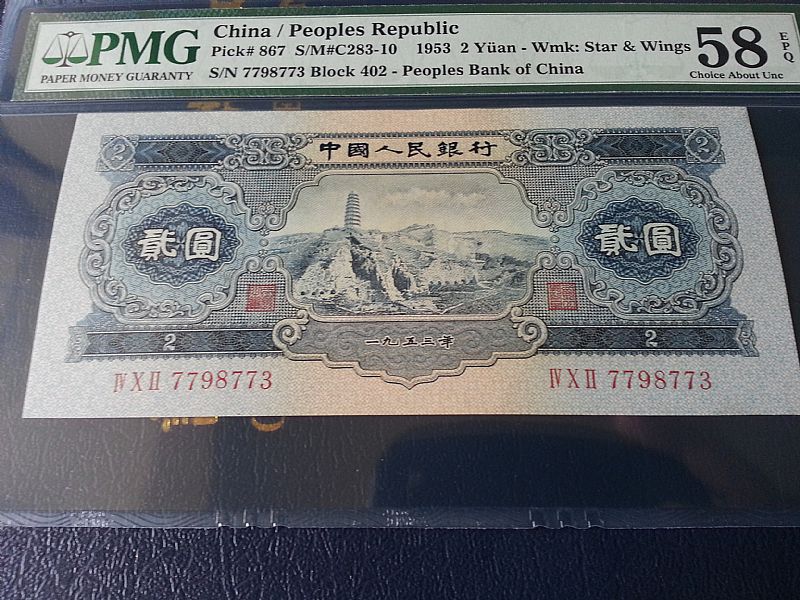 PMG
PAPER MONEY GUARANTY
China / Peoples Republic
Pick# 867 S/M#C283-10 1953 2 Yüan - Wmk: Star & Wings
S/N 7798773 Block 402 - Peoples Bank of China
58
EPQ
Choice About Unc
2
中國人民銀行
2
貳圓
貳圓
2
一九五三年
2
ⅣⅩⅡ 7798773
ⅣⅩⅡ 7798773